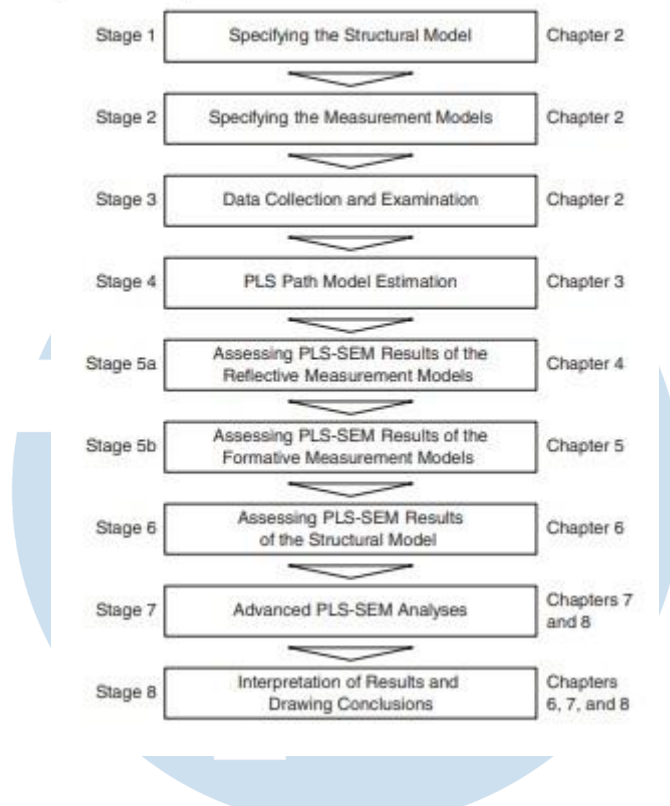 Stage 1 Specifying the Structural Model Chapter 2
Stage 2 Specifying the Measurement Models Chapter 2
Stage 3 Data Collection and Examination Chapter 2
Stage 4 PLS Path Model Estimation Chapter 3
Stage 5a Assessing PLS-SEM Results of the
Reflective Measurement Models Chapter 4
Stage 5b Assessing PLS-SEM Results of the
Formative Measurement Models Chapter 5
Stage 6 Assessing PLS-SEM Results
of the Structural Model Chapter 6
Stage 7 Advanced PLS-SEM Analyses Chapters 7
and 8
Stage 8 Interpretation of Results and
Drawing Conclusions Chapters
6, 7, and 8